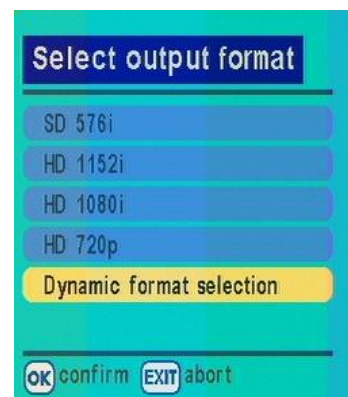 Select output format
SD 576i
HD 1152i
HD 1080i
HD 720p
Dynamic format selection
OK confirm EXIT abort